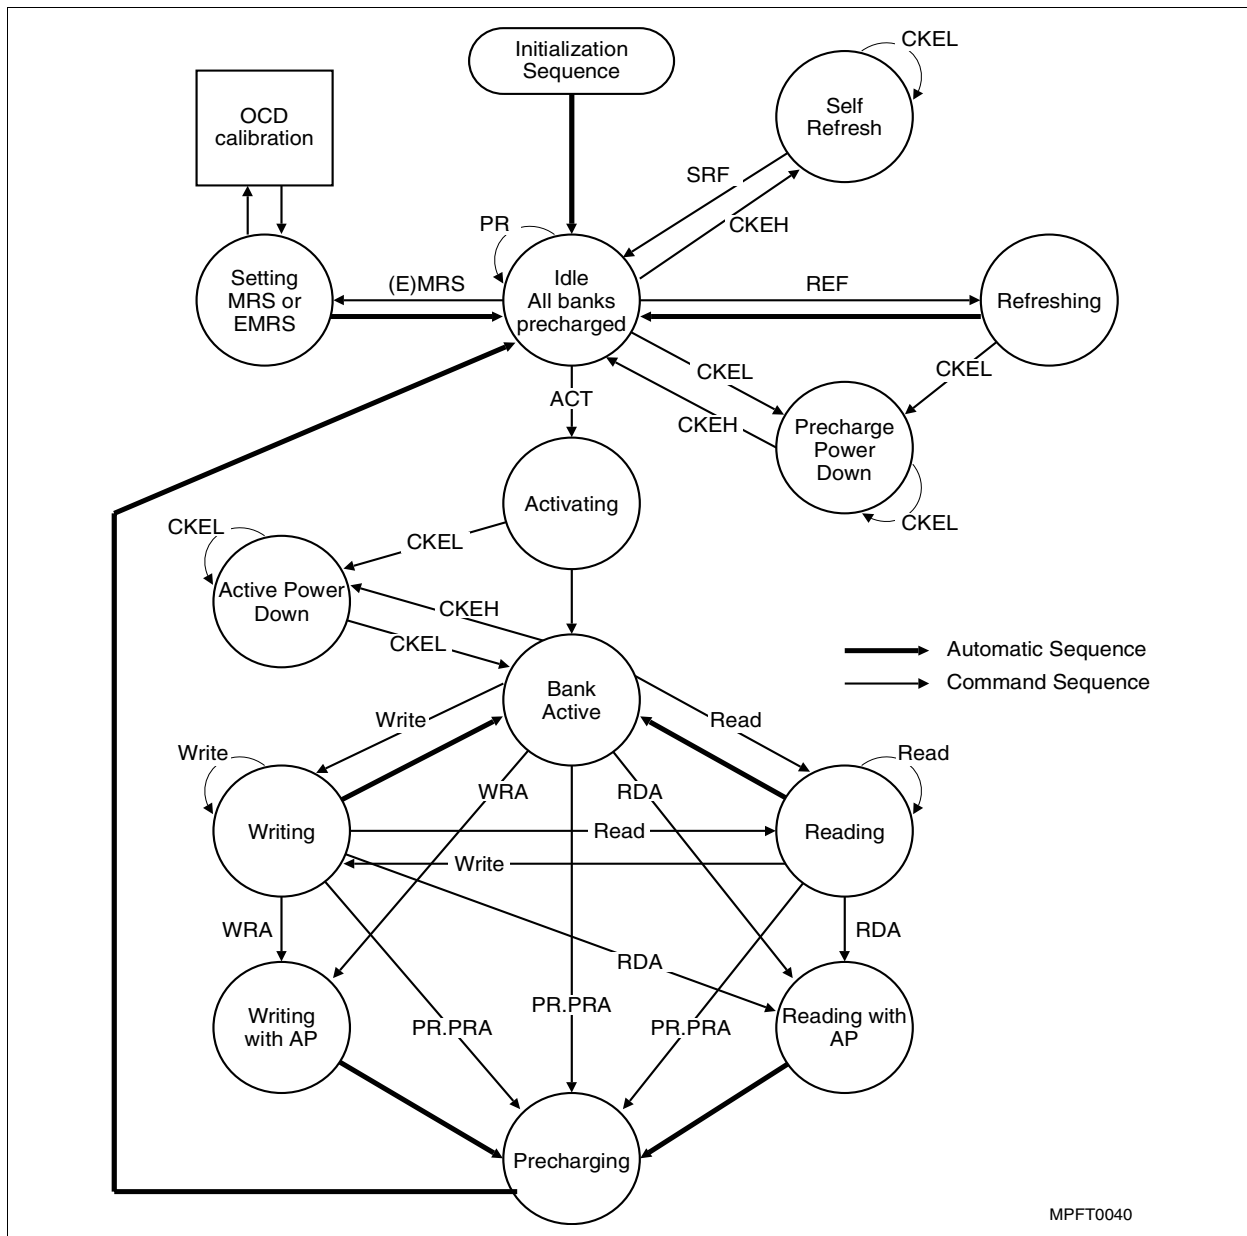 Initialization
Sequence
CKEL
OCD
calibration
Self
Refresh
SRF
PR
CKEH
Setting
MRS or
EMRS
(E)MRS
Idle
All banks
precharged
REF
Refreshing
CKEL
CKEL
ACT
CKEH
Precharge
Power
Down
Activating
CKEL
CKEL
CKEL
Active Power
Down
CKEH
CKEL
Automatic Sequence
Command Sequence
Bank
Active
Write
Read
Write
Read
WRA
RDA
Writing
Read
Reading
Write
WRA
RDA
RDA
Writing
with AP
PR.PRA
PR.PRA
PR.PRA
Reading with
AP
Precharging
MPFT0040